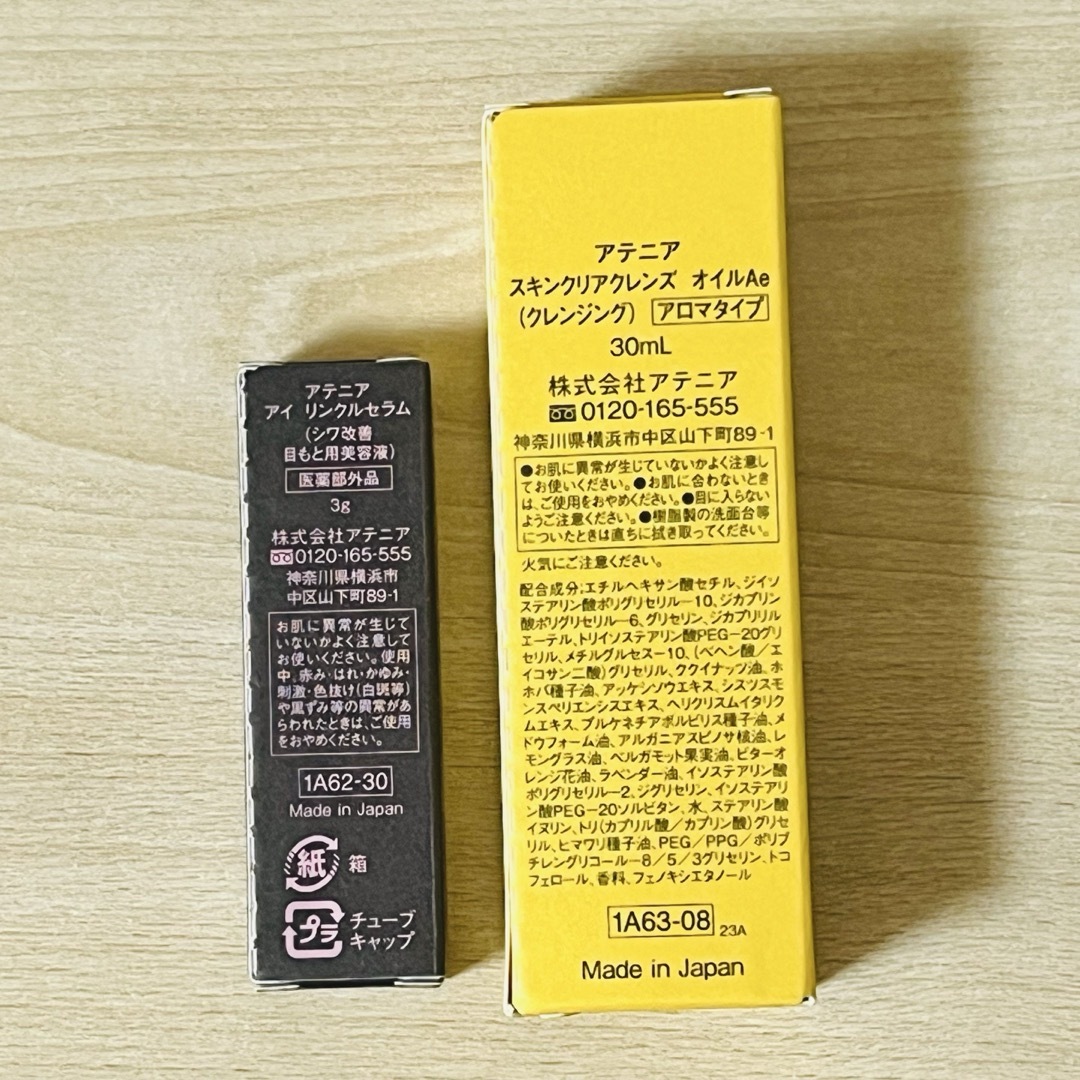 アテニア
アイ リンクルセラム
(シワ改善
目もと用美容液)
医薬部外品
3g
株式会社アテニア
0120-165-555
神奈川県横浜市
中区山下町89-1
お肌に異常が生じて
いないかよく注意して
お使いください。使用
中、赤み・はれ・かゆみ・
刺激・色抜け(白斑等)
や黒ずみ等の異常があ
らわれたときは、ご使用
をおやめください。
1A62-30
Made in Japan
紙 箱
プラ チューブ
キャップ
アテニア
スキンクリアクレンズ オイルAe
(クレンジング) アロマタイプ
30mL
株式会社アテニア
0120-165-555
神奈川県横浜市中区山下町89-1
●お肌に異常が生じていないかよく注意し
てお使いください。●お肌に合わないとき
は、ご使用をおやめください。●目に入らない
ようご注意ください。●樹脂製の洗面台等
についたときは直ちに拭き取ってください。
火気にご注意ください。
配合成分:エチルヘキサン酸セチル、ジイソ
ステアリン酸ポリグリセリル－10、ジカプリン
酸ポリグリセリル－6、グリセリン、ジカプリリル
エーテル、トリイソステアリン酸PEG－20グリ
セリル、メチルグルセス－10、(ベヘン酸／エ
イコサン二酸)グリセリル、ククイナッツ油、ホ
ホバ種子油、アッケシソウエキス、シスツスモ
ンスペリエンシスエキス、ヘリクリスムイタリク
ムエキス、プルケネチアボルビリス種子油、メ
ドウフォーム油、アルガニアスピノサ核油、レ
モングラス油、ベルガモット果実油、ビターオ
レンジ花油、ラベンダー油、イソステアリン酸
ポリグリセリル－2、ジグリセリン、イソステアリ
ン酸PEG－20ソルビタン、水、ステアリン酸
イヌリン、トリ(カプリル酸／カプリン酸)グリセ
リル、ヒマワリ種子油、PEG／PPG／ポリブ
チレングリコール－8／5／3グリセリン、トコ
フェロール、香料、フェノキシエタノール
1A63-08 23A
Made in Japan